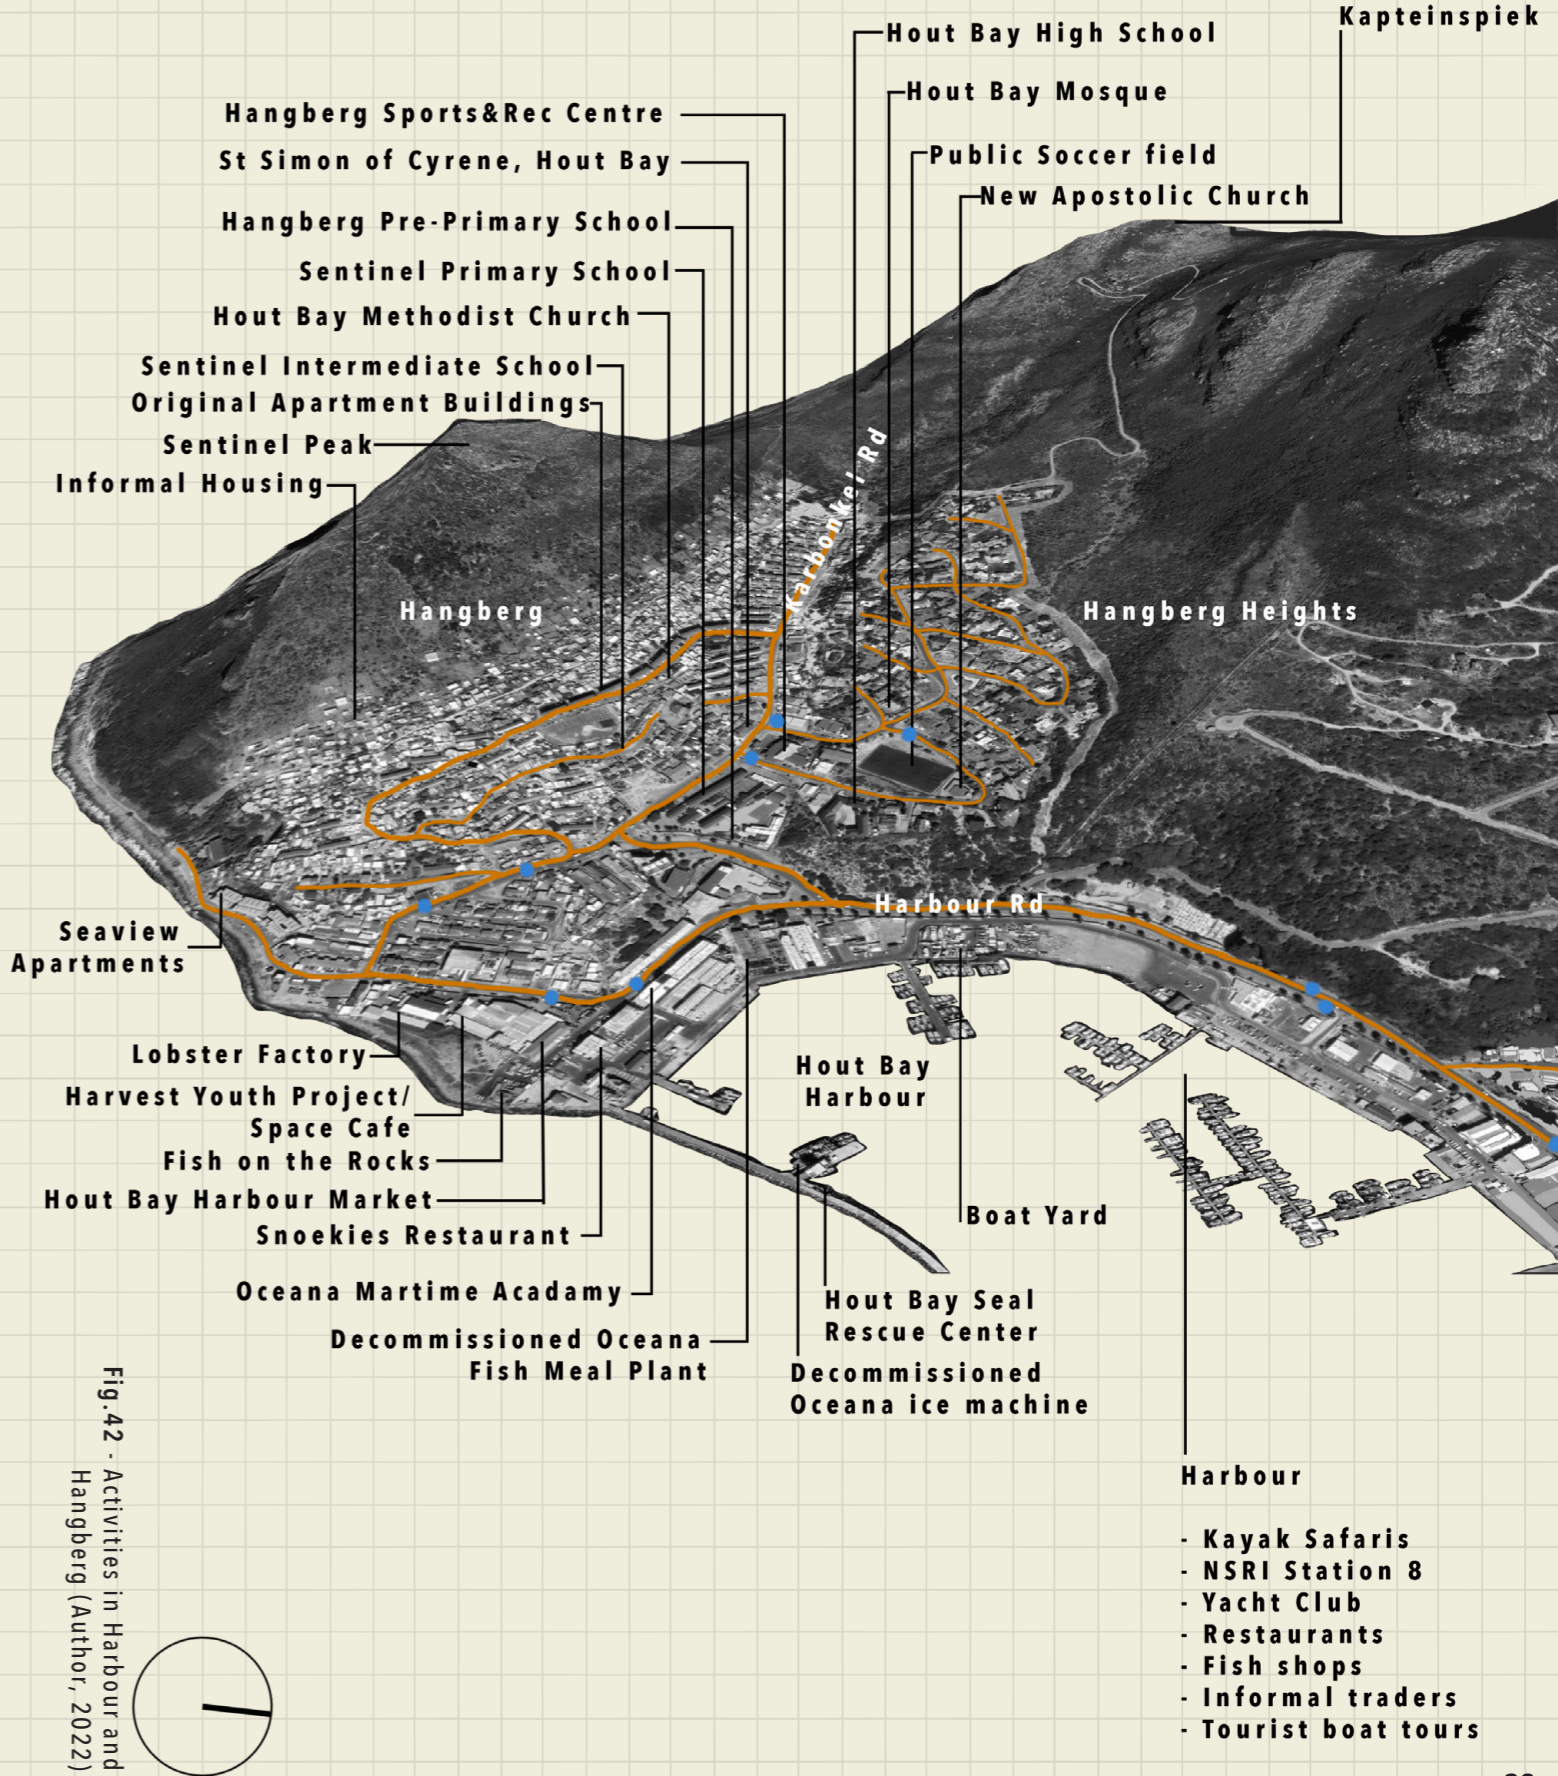 Kapteinspiek
Hout Bay High School
Hout Bay Mosque
Hangberg Sports&Rec Centre
Public Soccer field
St Simon of Cyrene, Hout Bay
New Apostolic Church
Hangberg Pre-Primary School
Sentinel Primary School
Hout Bay Methodist Church
Sentinel Intermediate School
Original Apartment Buildings
Sentinel Peak
Informal Housing
Karbonkel Rd
Hangberg
Hangberg Heights
Harbour Rd
Seaview
Apartments
Lobster Factory
Harvest Youth Project/
Space Cafe
Fish on the Rocks
Hout Bay Harbour Market
Snoekies Restaurant
Oceana Martime Acadamy
Decommissioned Oceana
Fish Meal Plant
Hout Bay
Harbour
Boat Yard
Hout Bay Seal
Rescue Center
Decommissioned
Oceana ice machine
Harbour
- Kayak Safaris
- NSRI Station 8
- Yacht Club
- Restaurants
- Fish shops
- Informal traders
- Tourist boat tours
Fig.42 - Activities in Harbour and
Hangberg (Author, 2022)